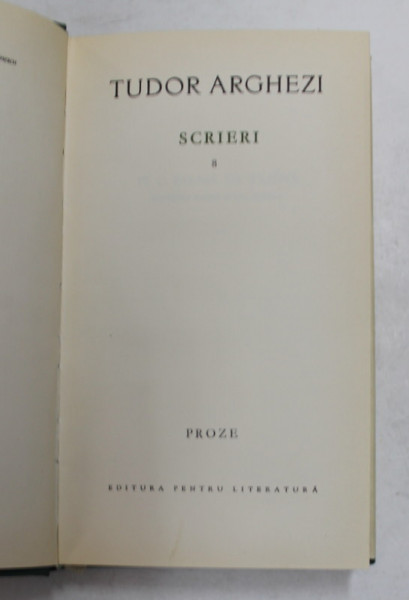 TUDOR ARGHEZI
SCRIERI
8
PROZE
EDITURA PENTRU LITERATURĂ